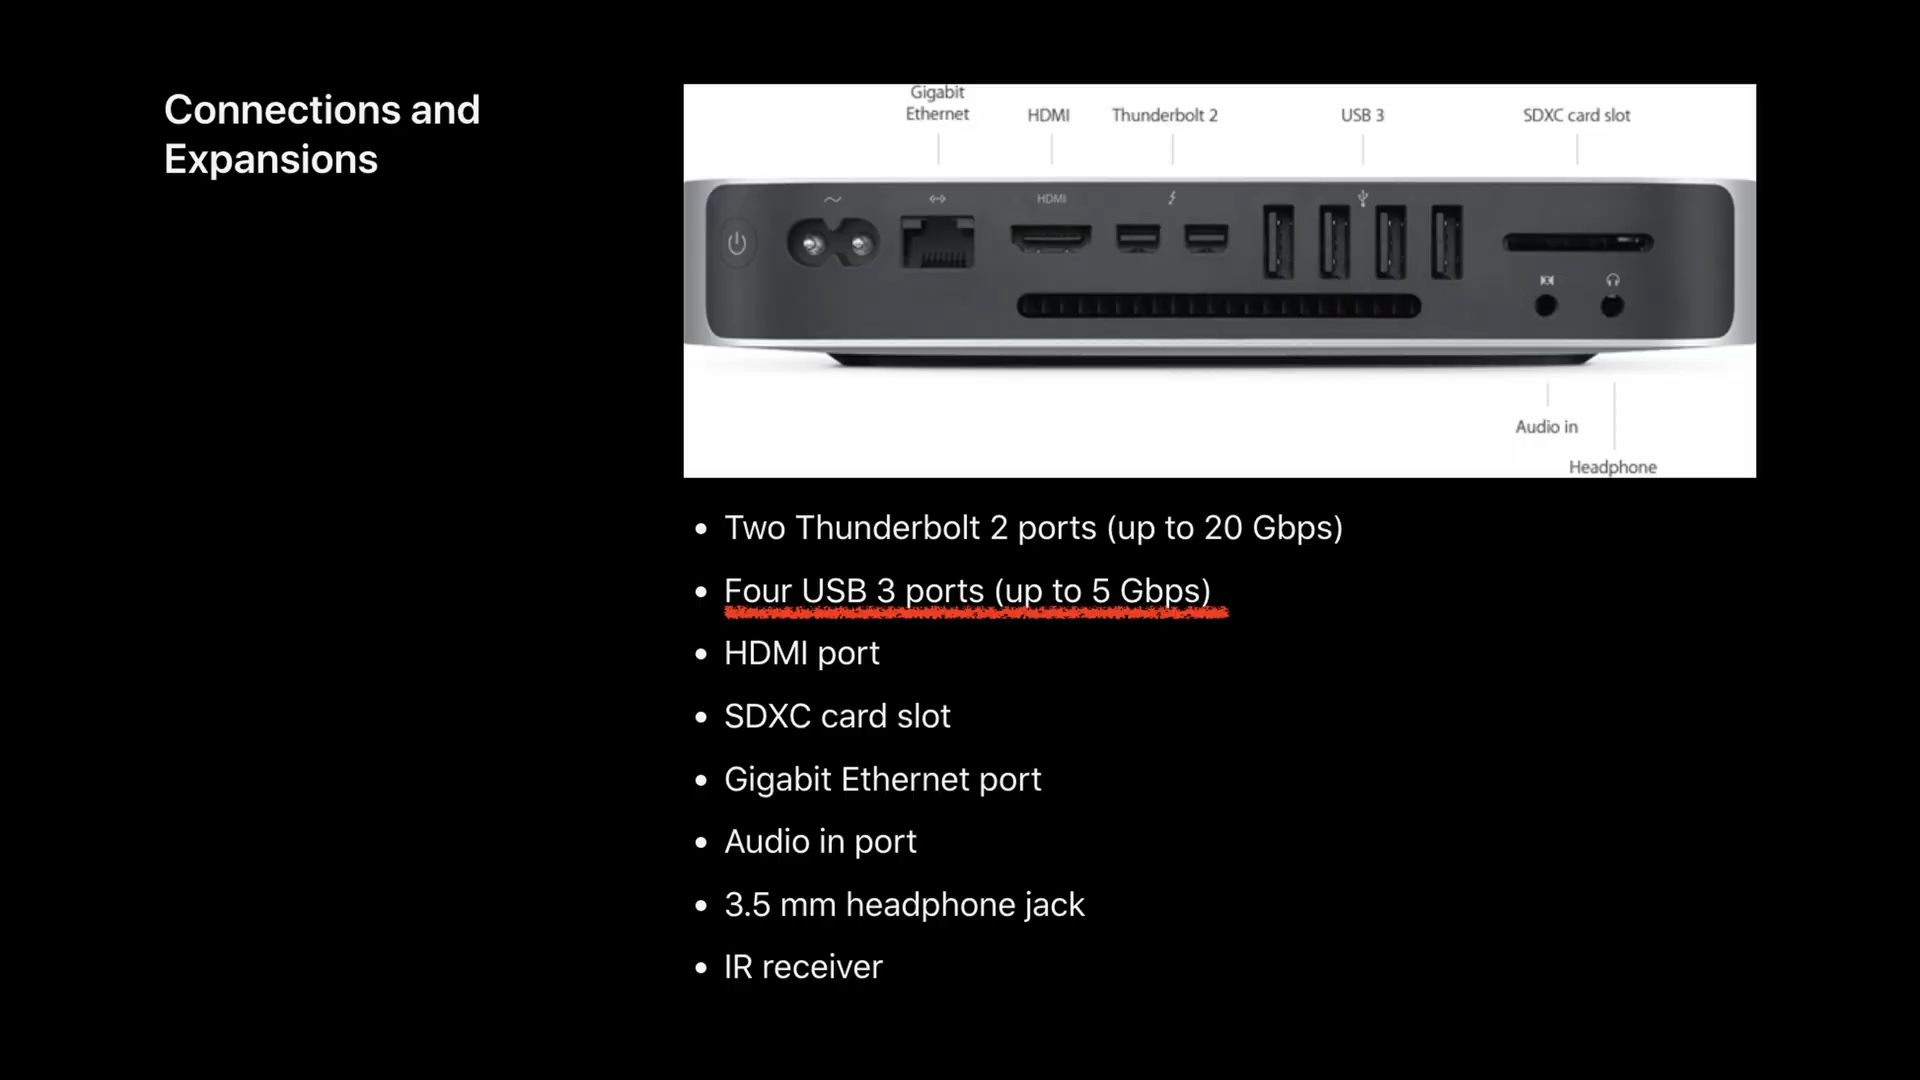 Connections and
Expansions
Gigabit
Ethernet
HDMI
Thunderbolt 2
USB 3
SDXC card slot
HDMI
Audio in
Headphone
• Two Thunderbolt 2 ports (up to 20 Gbps)
• Four USB 3 ports (up to 5 Gbps)
• HDMI port
• SDXC card slot
• Gigabit Ethernet port
• Audio in port
• 3.5 mm headphone jack
• IR receiver